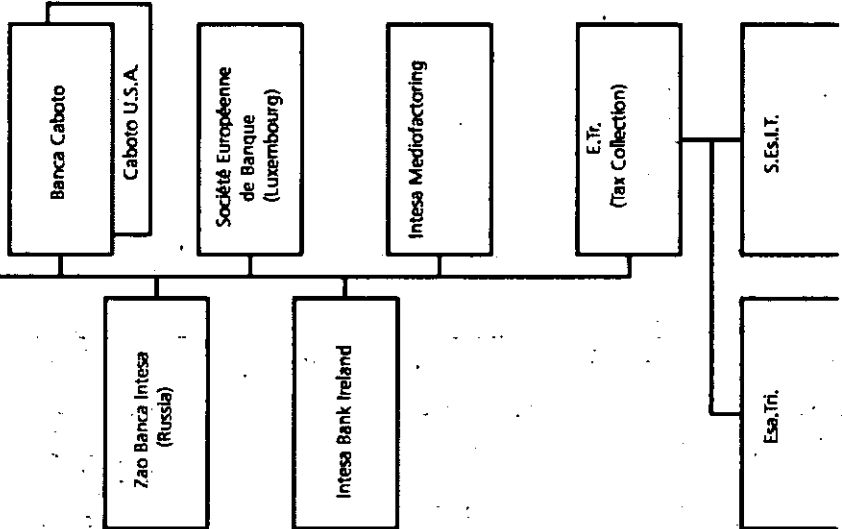 Banca Caboto
Caboto U.S.A.
Zao Banca Intesa
(Russia)
Société Européenne
de Banque
(Luxembourg)
Intesa Bank Ireland
Intesa Mediofactoring
E.Tr.
(Tax Collection)
Esa.Tri.
S.Es.I.T.